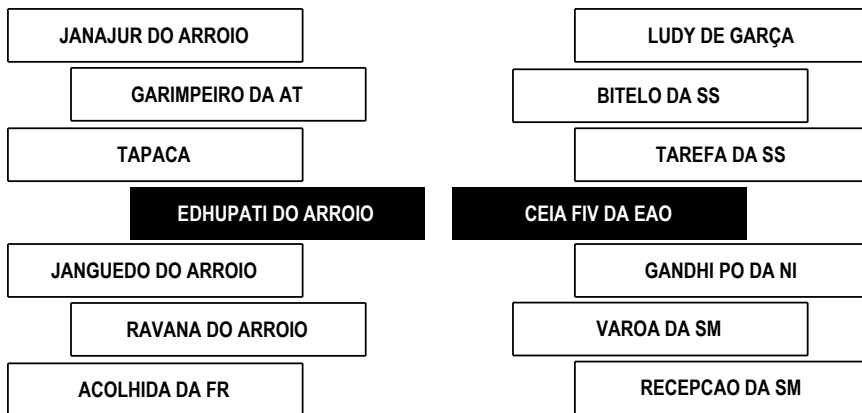 JANAJUR DO ARROIO
LUDY DE GARÇA
GARIMPEIRO DA AT
BITELO DA SS
TAPACA
TAREFA DA SS
EDHUPATI DO ARROIO
CEIA FIV DA EAO
JANGUEDO DO ARROIO
GANDHI PO DA NI
RAVANA DO ARROIO
VAROA DA SM
ACOLHIDA DA FR
RECEPCAO DA SM